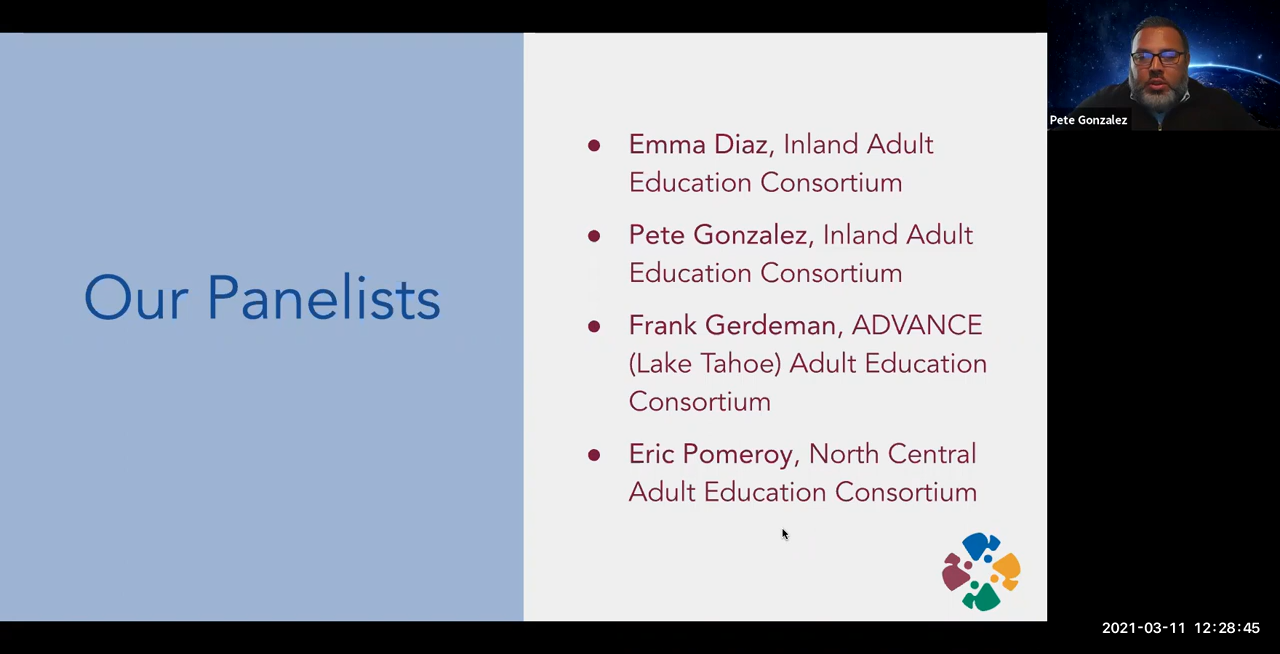 Our Panelists
● Emma Diaz, Inland Adult
Education Consortium
● Pete Gonzalez, Inland Adult
Education Consortium
● Frank Gerdeman, ADVANCE
(Lake Tahoe) Adult Education
Consortium
● Eric Pomeroy, North Central
Adult Education Consortium
Pete Gonzalez
2021-03-11 12:28:45